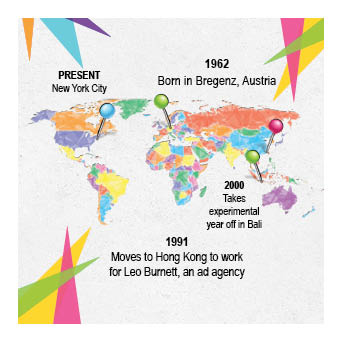 1962
Born in Bregenz, Austria
PRESENT
New York City
2000
Takes
experimental
year off in Bali
1991
Moves to Hong Kong to work
for Leo Burnett, an ad agency